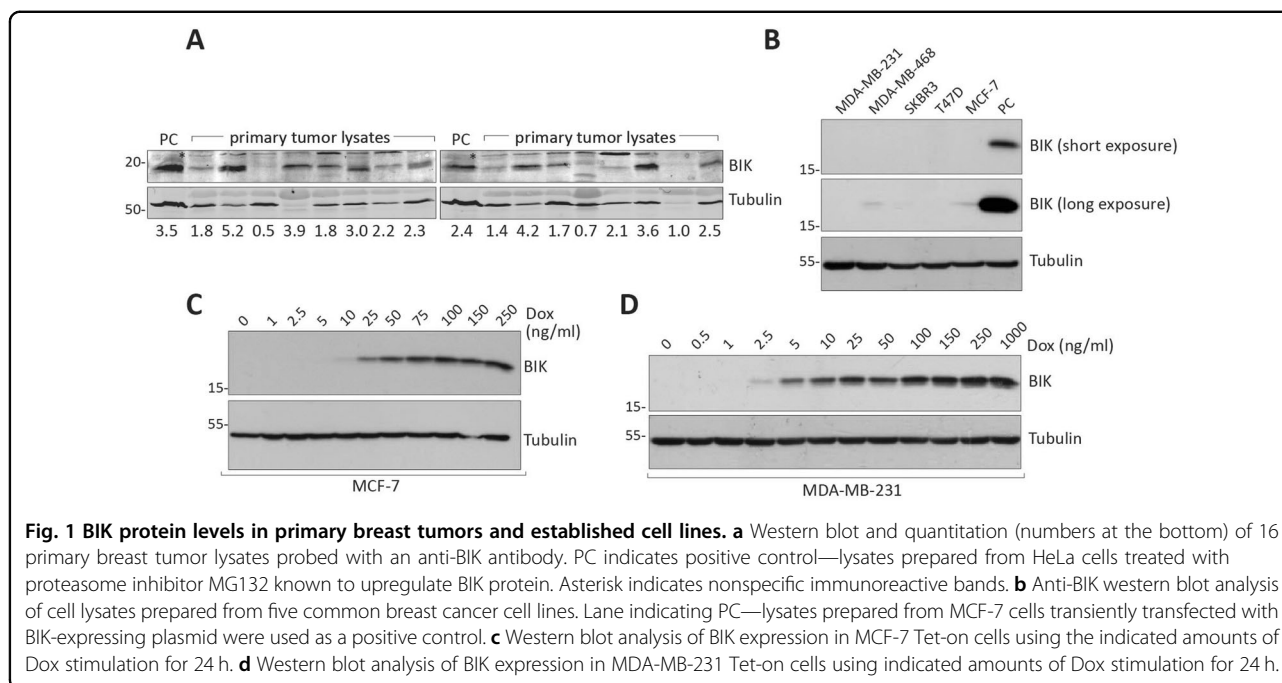 A
PC primary tumor lysates PC primary tumor lysates
20-
*
*
BIK
50-
Tubulin
3.5 1.8 5.2 0.5 3.9 1.8 3.0 2.2 2.3 2.4 1.4 4.2 1.7 0.7 2.1 3.6 1.0 2.5
B
MDA-MB-231 MDA-MB-468 SKBR3 T47D MCF-7 PC
BIK (short exposure)
15-
BIK (long exposure)
15-
55-
Tubulin
C
0 1 2.5 5 10 25 50 75 100 150 250 Dox
(ng/ml)
BIK
15-
55-
Tubulin
MCF-7
D
0 0.5 1 2.5 5 10 25 50 100 150 250 1000 Dox (ng/ml)
BIK
15-
55-
Tubulin
MDA-MB-231
Fig. 1 BIK protein levels in primary breast tumors and established cell lines. a Western blot and quantitation (numbers at the bottom) of 16
primary breast tumor lysates probed with an anti-BIK antibody. PC indicates positive control—lysates prepared from HeLa cells treated with
proteasome inhibitor MG132 known to upregulate BIK protein. Asterisk indicates nonspecific immunoreactive bands. b Anti-BIK western blot analysis
of cell lysates prepared from five common breast cancer cell lines. Lane indicating PC—lysates prepared from MCF-7 cells transiently transfected with
BIK-expressing plasmid were used as a positive control. c Western blot analysis of BIK expression in MCF-7 Tet-on cells using the indicated amounts of
Dox stimulation for 24 h. d Western blot analysis of BIK expression in MDA-MB-231 Tet-on cells using indicated amounts of Dox stimulation for 24 h.